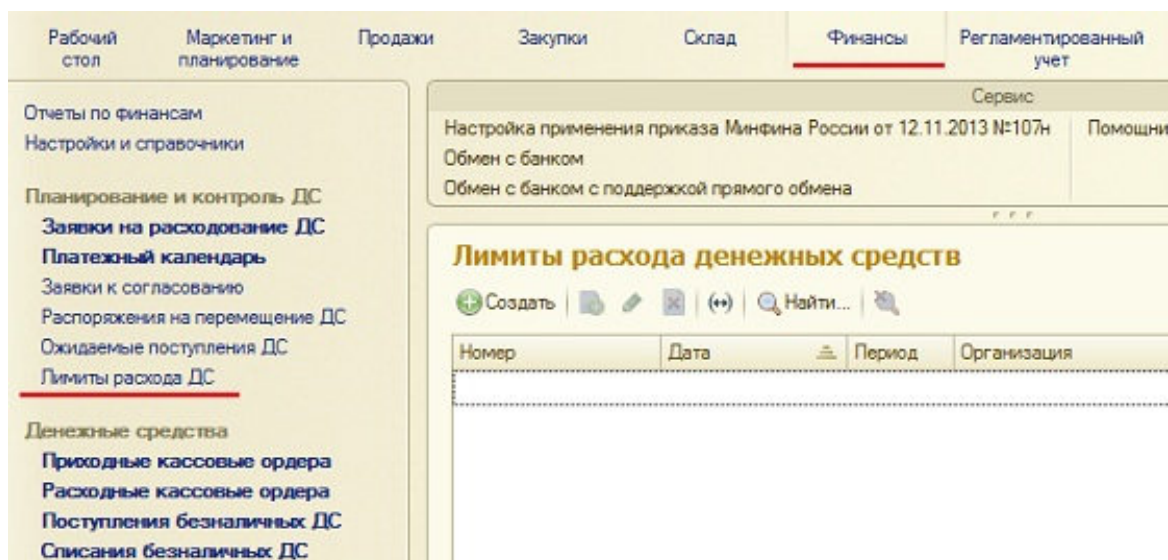 Рабочий
стол
Маркетинг и
планирование
Продажи
Закупки
Склад
Финансы
Регламентированный
учет
Отчеты по финансам
Настройки и справочники
Планирование и контроль ДС
Заявки на расходование ДС
Платежный календарь
Заявки к согласованию
Распоряжения на перемещение ДС
Ожидаемые поступления ДС
Лимиты расхода ДС
Денежные средства
Приходные кассовые ордера
Расходные кассовые ордера
Поступления безналичных ДС
Списания безналичных ДС
Сервис
Настройка применения приказа Минфина России от 12.11.2013 №107н
Помощни
Обмен с банком
Обмен с банком с поддержкой прямого обмена
Лимиты расхода денежных средств
Создать
Найти...
Номер Дата Период Организация